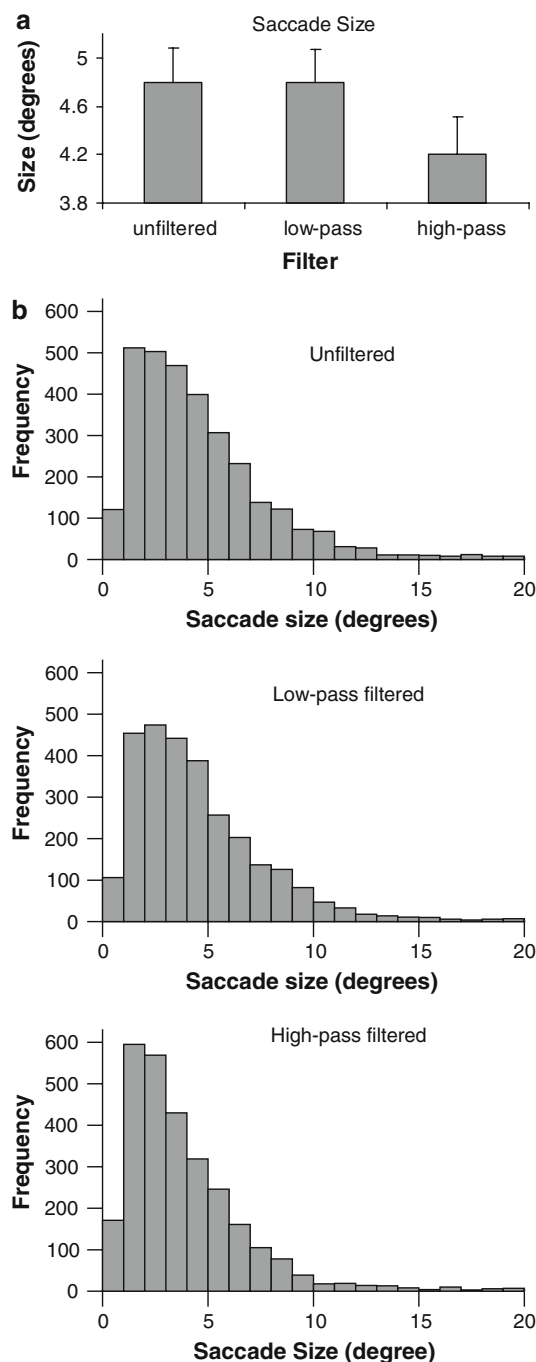 a
Saccade Size
Size (degrees)
5
4.6
4.2
3.8
unfiltered low-pass high-pass
Filter
b
Unfiltered
Frequency
600
500
400
300
200
100
0
0 5 10 15 20
Saccade size (degrees)
Low-pass filtered
Frequency
600
500
400
300
200
100
0
0 5 10 15 20
Saccade size (degrees)
High-pass filtered
Frequency
600
500
400
300
200
100
0
0 5 10 15 20
Saccade Size (degree)